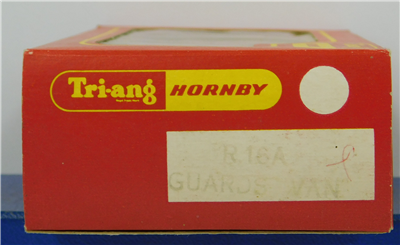 Tri-ang HORNBY
R.16A
GUARDS VAN